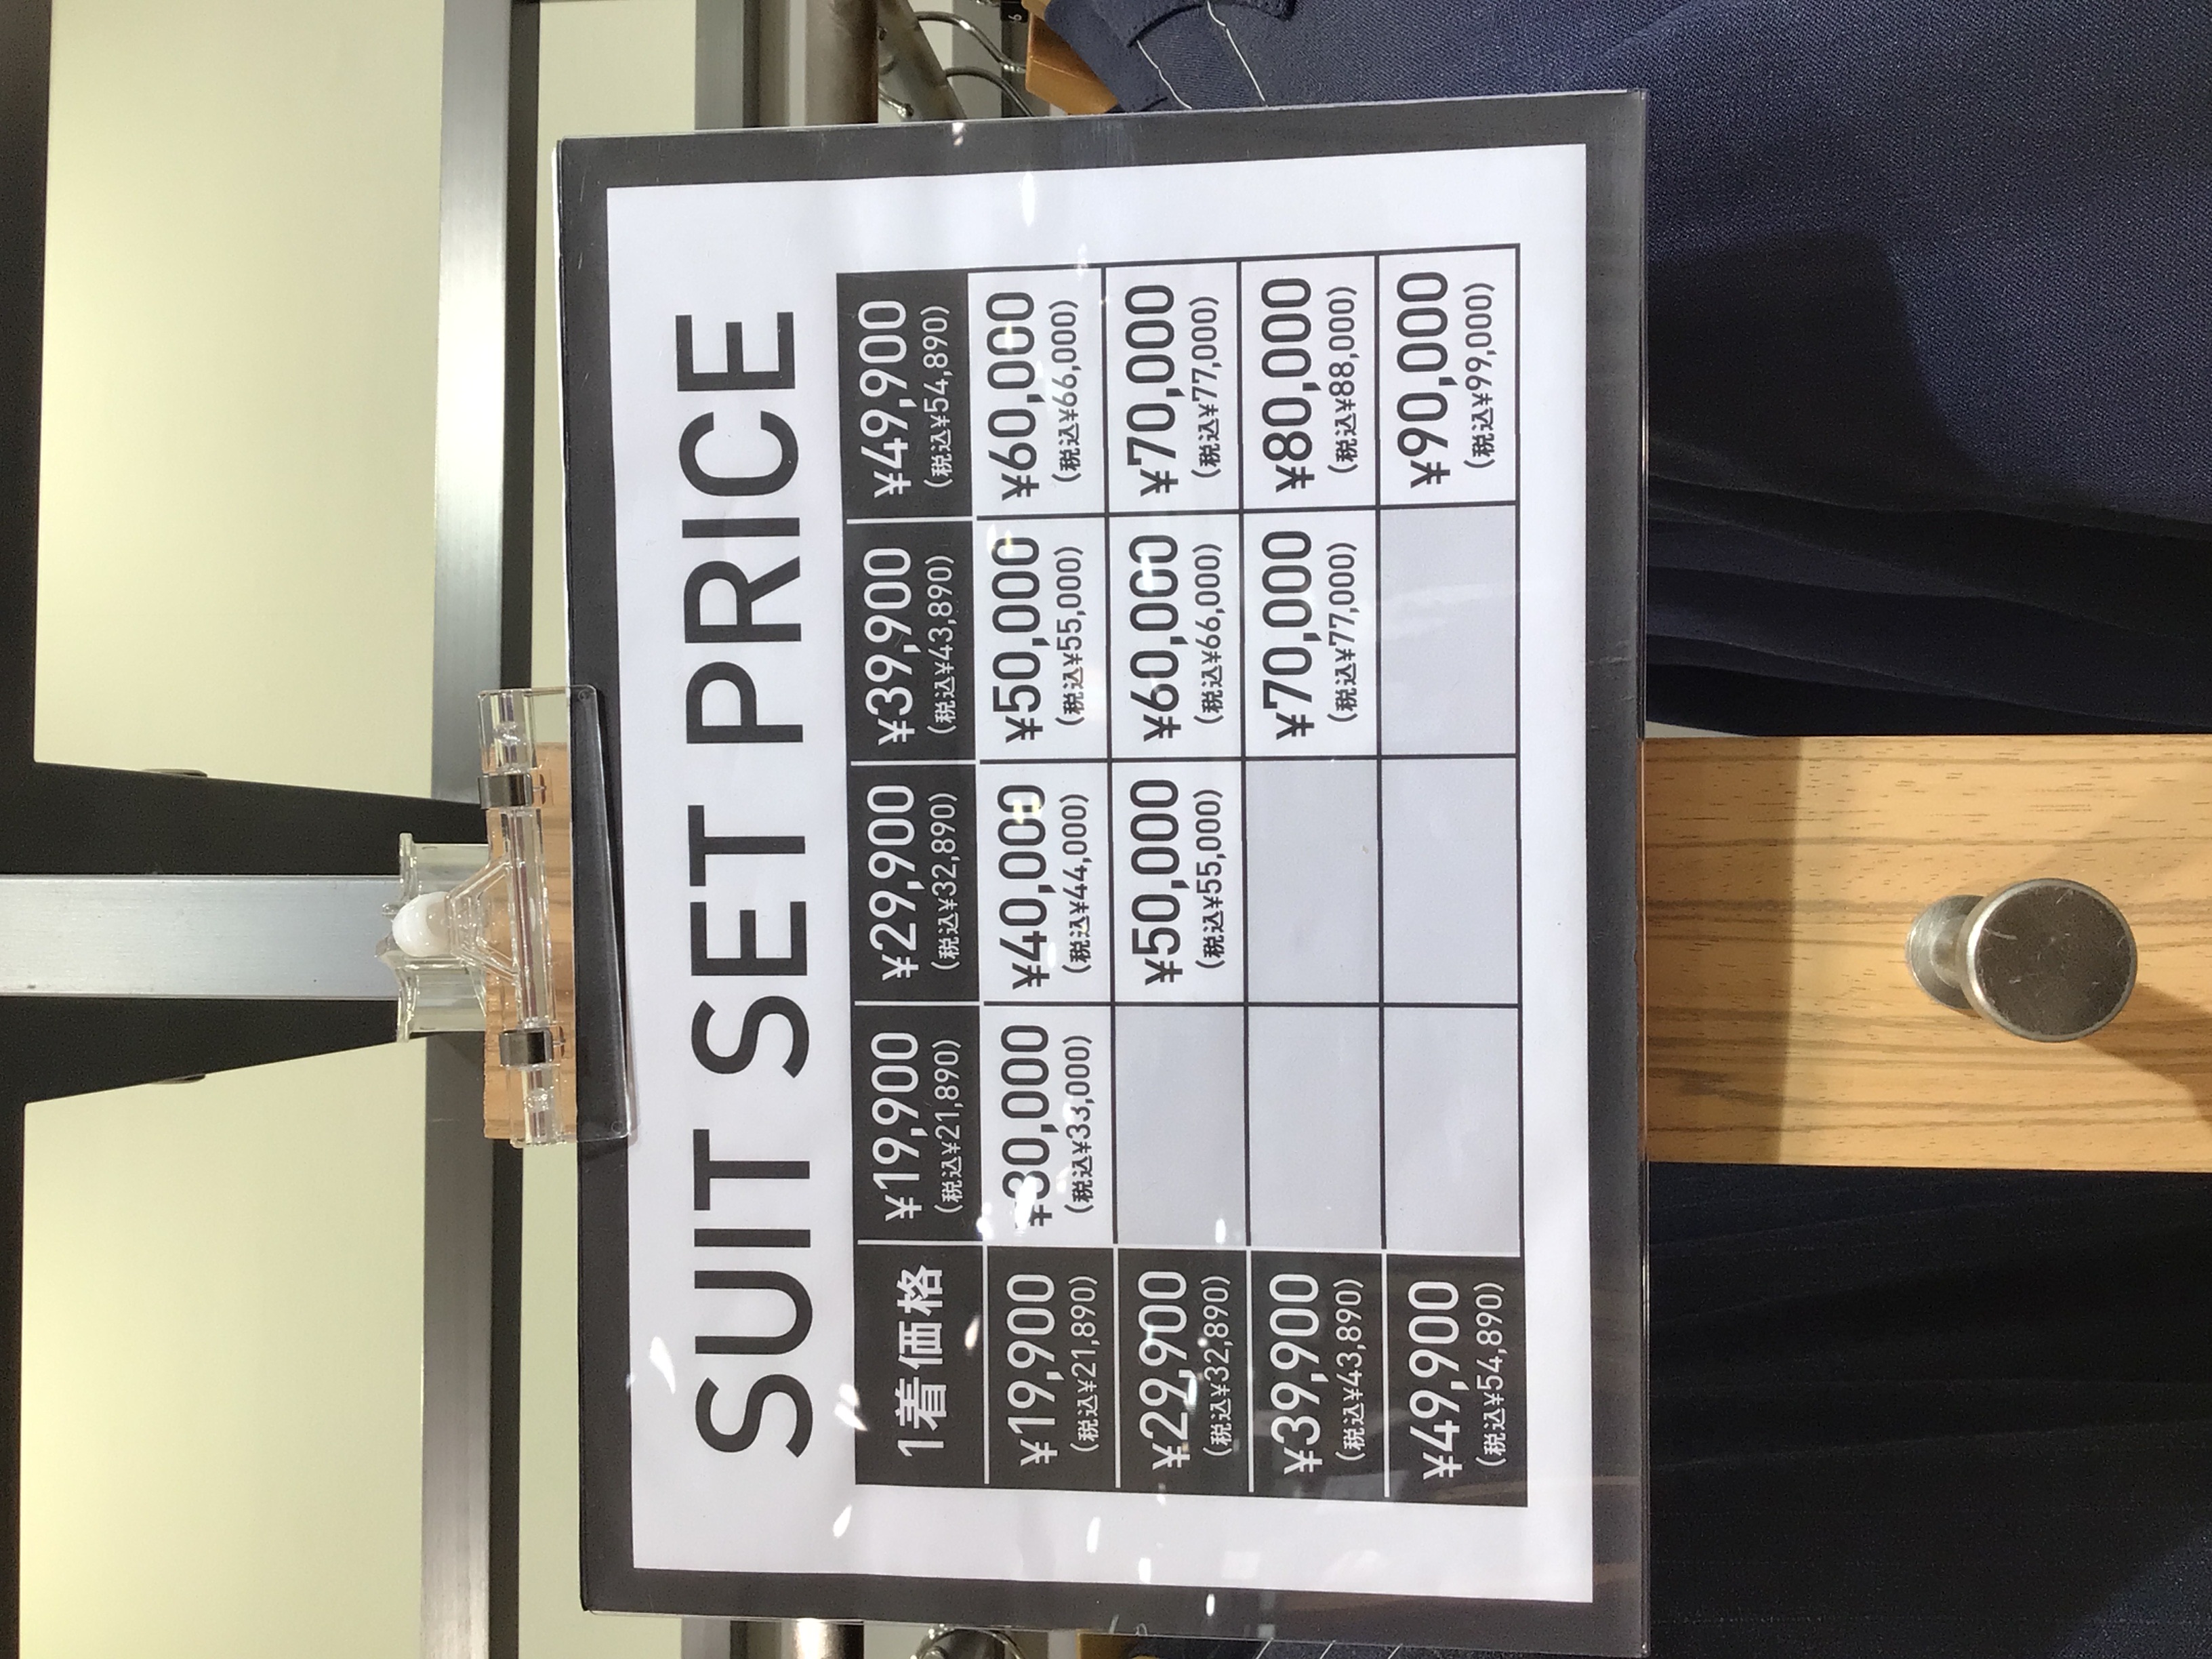 SUIT SET PRICE
1着価格 ¥19,900 ¥29,900 ¥39,900 ¥49,900
(税込¥21,890) (税込¥32,890) (税込¥43,890) (税込¥54,890)
¥19,900 ¥30,000 ¥40,000 ¥50,000 ¥60,000
(税込¥21,890) (税込¥33,000) (税込¥44,000) (税込¥55,000) (税込¥66,000)
¥29,900 ¥50,000 ¥60,000 ¥70,000
(税込¥32,890) (税込¥55,000) (税込¥66,000) (税込¥77,000)
¥39,900 ¥70,000 ¥80,000
(税込¥43,890) (税込¥77,000) (税込¥88,000)
¥49,900 ¥90,000
(税込¥54,890) (税込¥99,000)